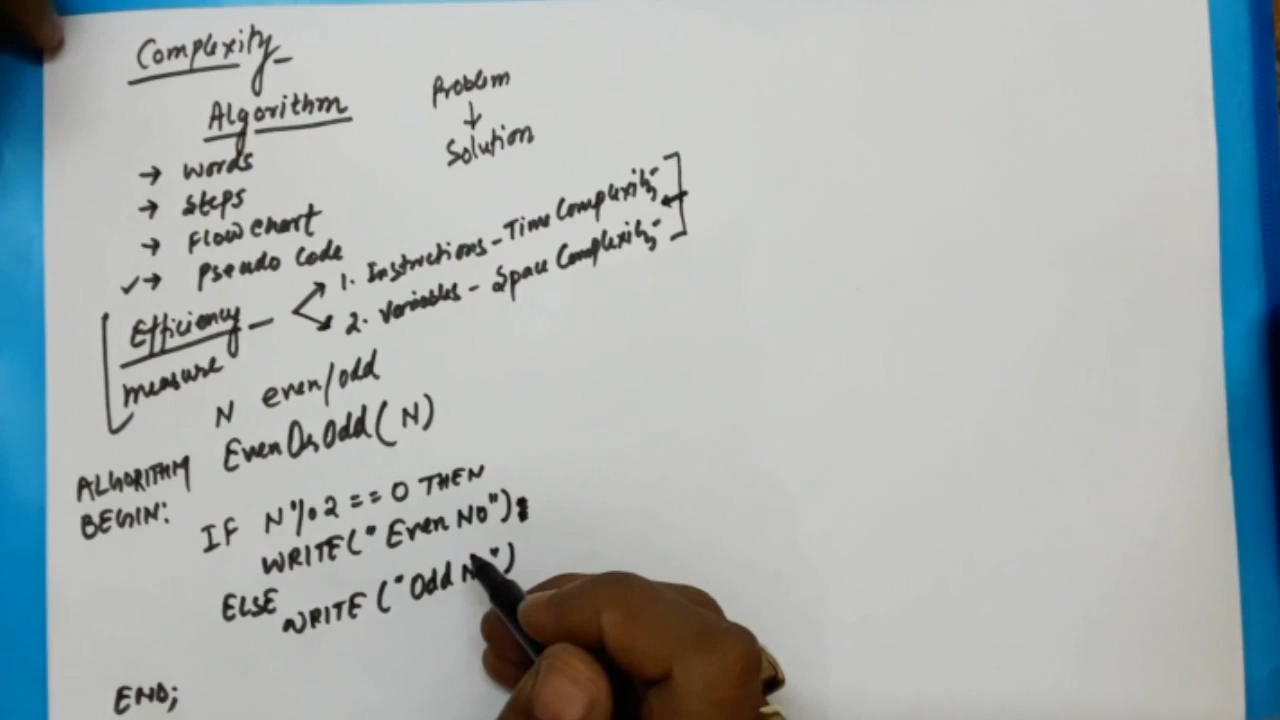 Complexity
Algorithm
→ Words
→ Steps
→ Flow chart
✓→ Pseudo Code
Problem
↓
Solution
Efficiency –
measure
1. Instructions - Time Complexity
2. Variables - Space Complexity
N even/odd
ALGORITHM EvenOrOdd(N)
BEGIN:
IF N%2==0 THEN
WRITE("Even No");
ELSE
WRITE("Odd No")
END;